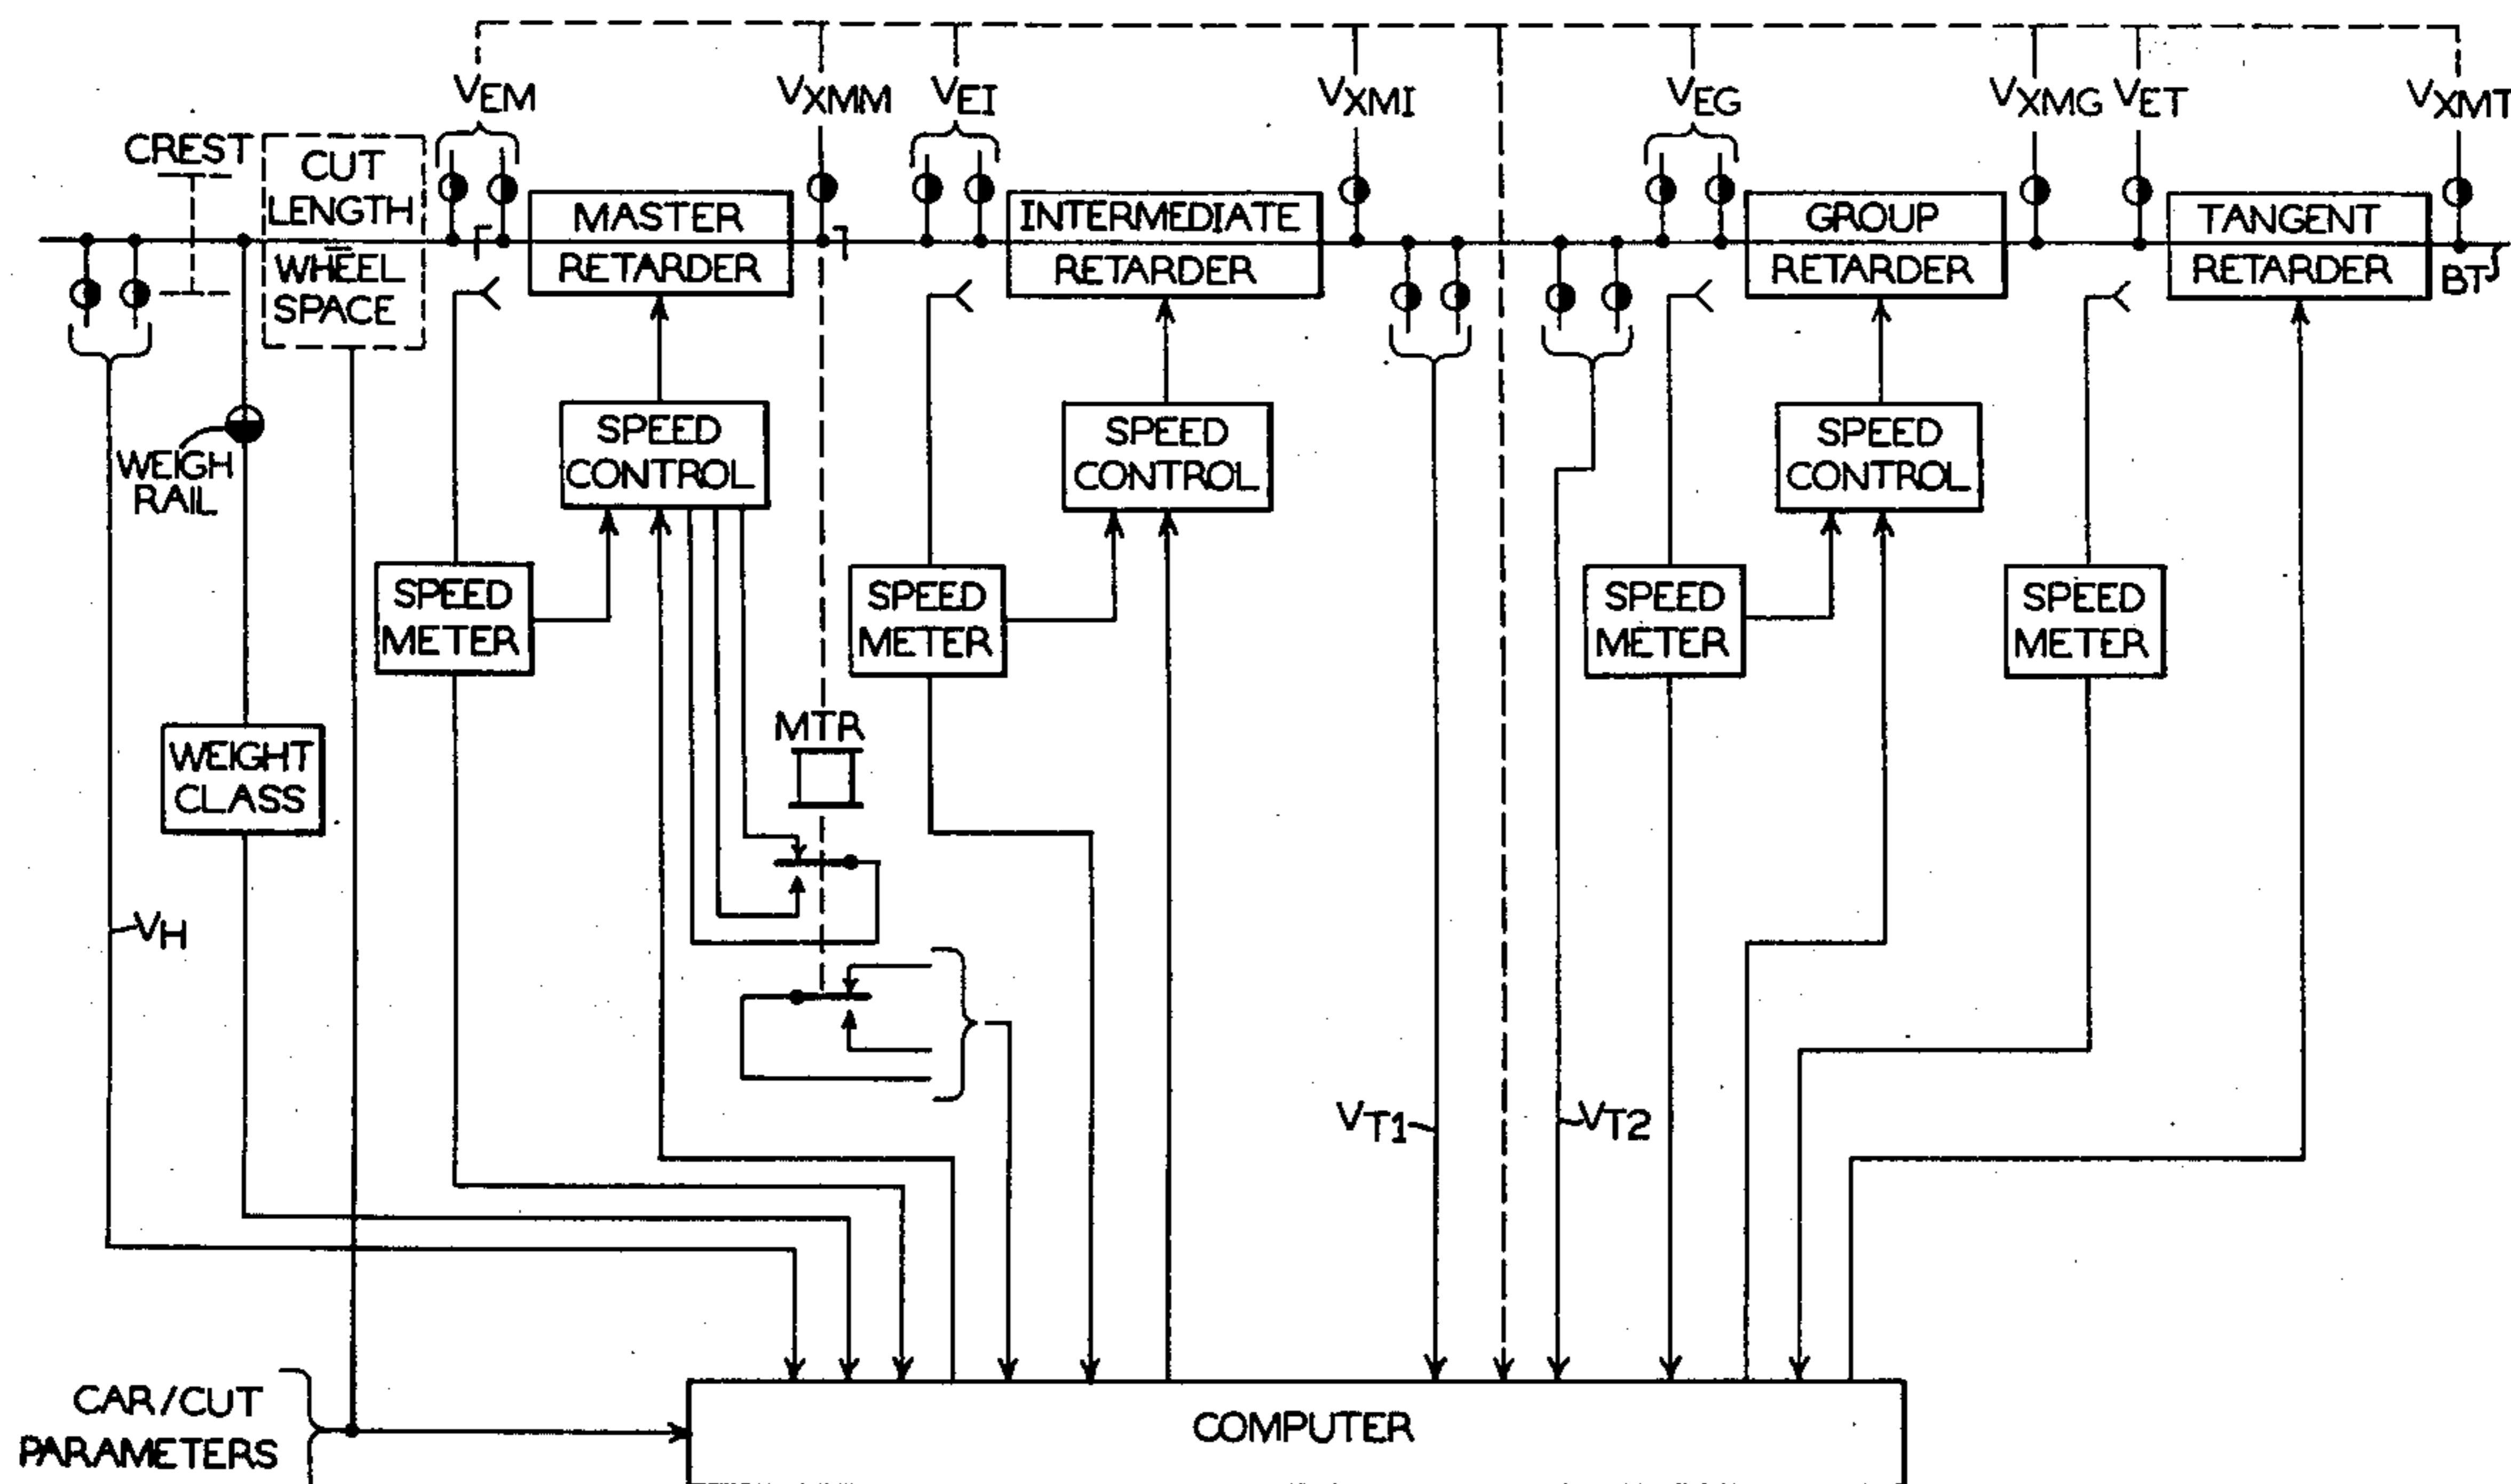 VEM
VXMM
VEI
VXMI
VEG
VXMG
VET
VXMT
CREST
CUT
LENGTH
WHEEL
SPACE
MASTER
RETARDER
INTERMEDIATE
RETARDER
GROUP
RETARDER
TANGENT
RETARDER
BT
WEIGH
RAIL
SPEED
CONTROL
SPEED
CONTROL
SPEED
CONTROL
SPEED
METER
SPEED
METER
SPEED
METER
SPEED
METER
MTR
WEIGHT
CLASS
VH
VT1
VT2
CAR/CUT
PARAMETERS
COMPUTER